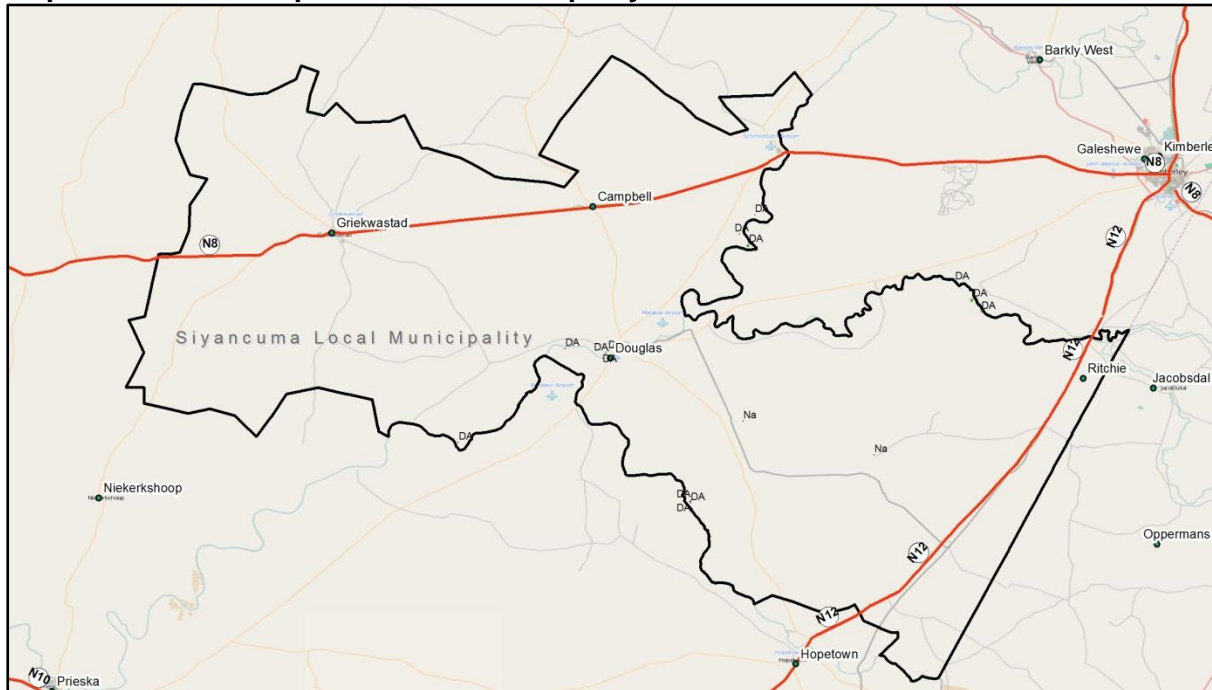 Barkly West
Galeshewe
Kimberle
N8
N8
Campbell
Griekwastad
N8
N12
Siyancuma Local Municipality
DA
DA
DA
DA
DA
DA
DA
DA
DA
Douglas
DA
N12
Ritchie
Jacobsdal
Na
Na
DA
Niekerkshoop
DA
DA
DA
Oppermans
N12
N12
Hopetown
N10
Prieska